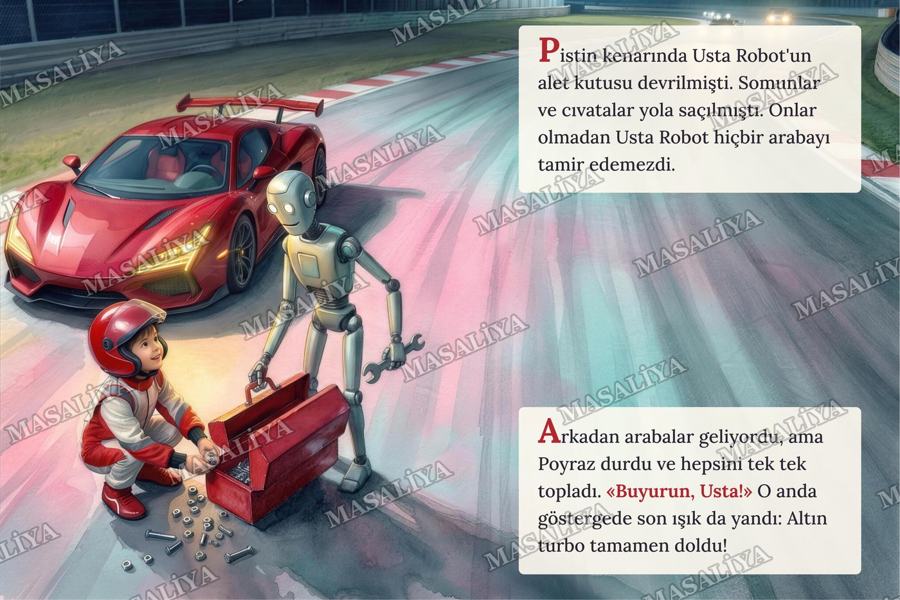 Pistin kenarında Usta Robot'un
alet kutusu devrilmişti. Somunlar
ve cıvatalar yola saçılmıştı. Onlar
olmadan Usta Robot hiçbir arabayı
tamir edemezdi.
Arkadan arabalar geliyordu, ama
Poyraz durdu ve hepsini tek tek
topladı. «Buyurun, Usta!» O anda
göstergede son ışık da yandı: Altın
turbo tamamen doldu!
MASALİYA